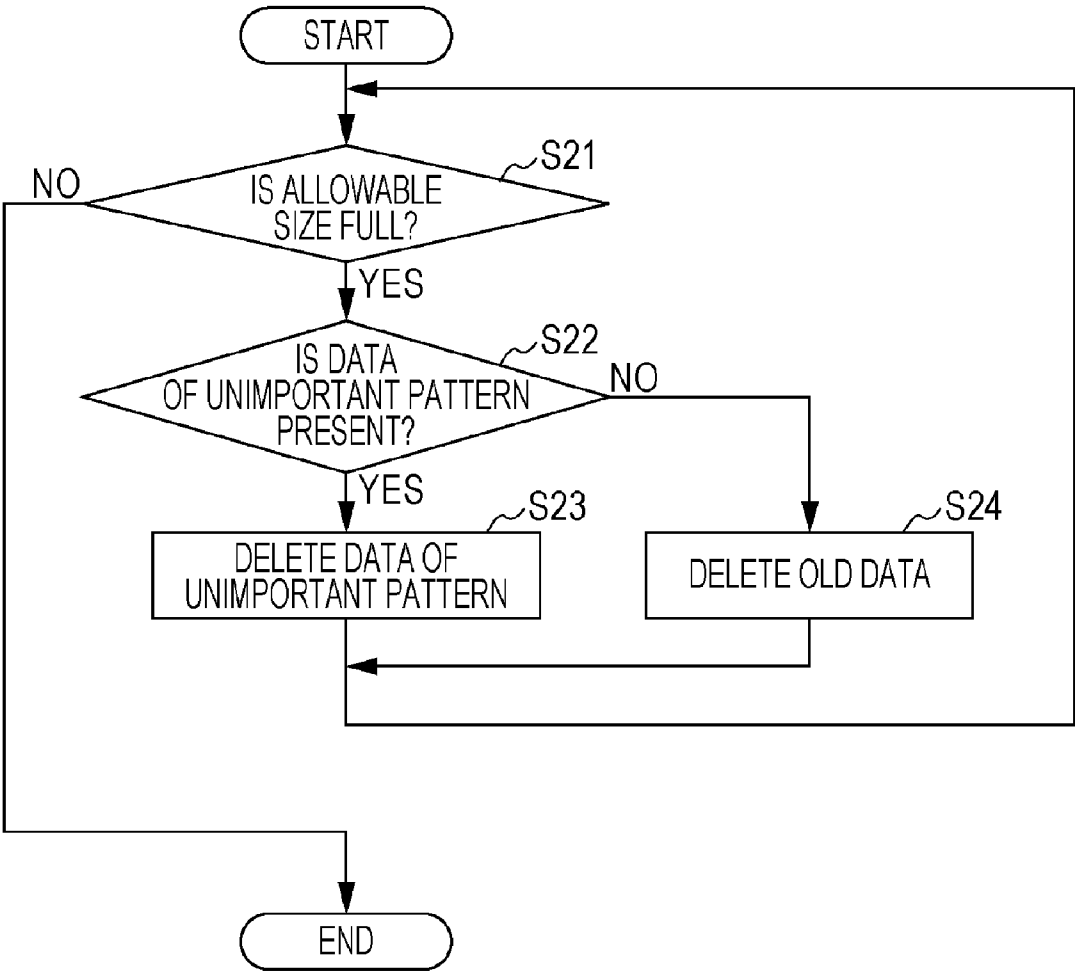 START
S21
NO
IS ALLOWABLE
SIZE FULL?
YES
S22
IS DATA
OF UNIMPORTANT PATTERN
PRESENT?
NO
YES
S23
DELETE DATA OF
UNIMPORTANT PATTERN
S24
DELETE OLD DATA
END